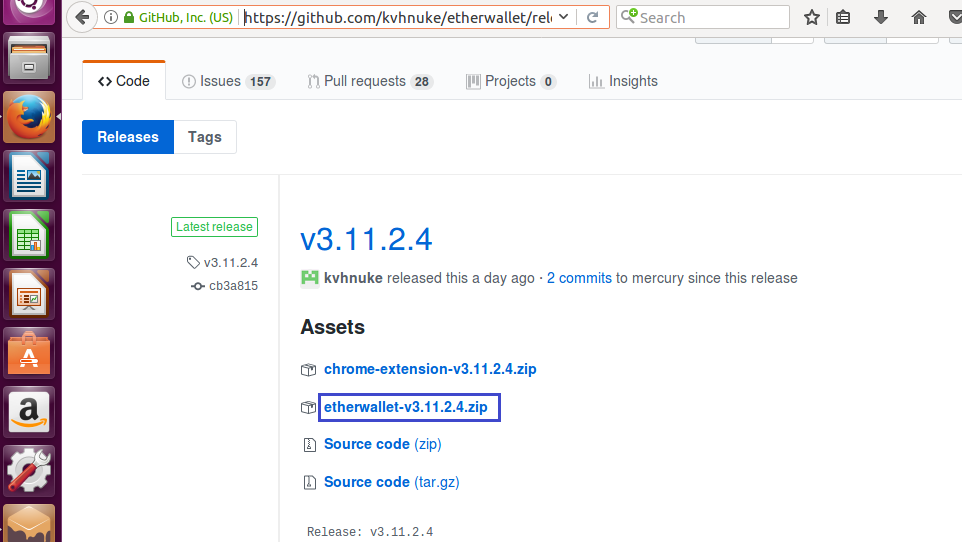 GitHub, Inc. (US)
https://github.com/kvhnuke/etherwallet/rel
Search
Code
Issues 157
Pull requests 28
Projects 0
Insights
Releases
Tags
Latest release
v3.11.2.4
cb3a815
v3.11.2.4
kvhnuke released this a day ago · 2 commits to mercury since this release
Assets
chrome-extension-v3.11.2.4.zip
etherwallet-v3.11.2.4.zip
Source code (zip)
Source code (tar.gz)
Release: v3.11.2.4